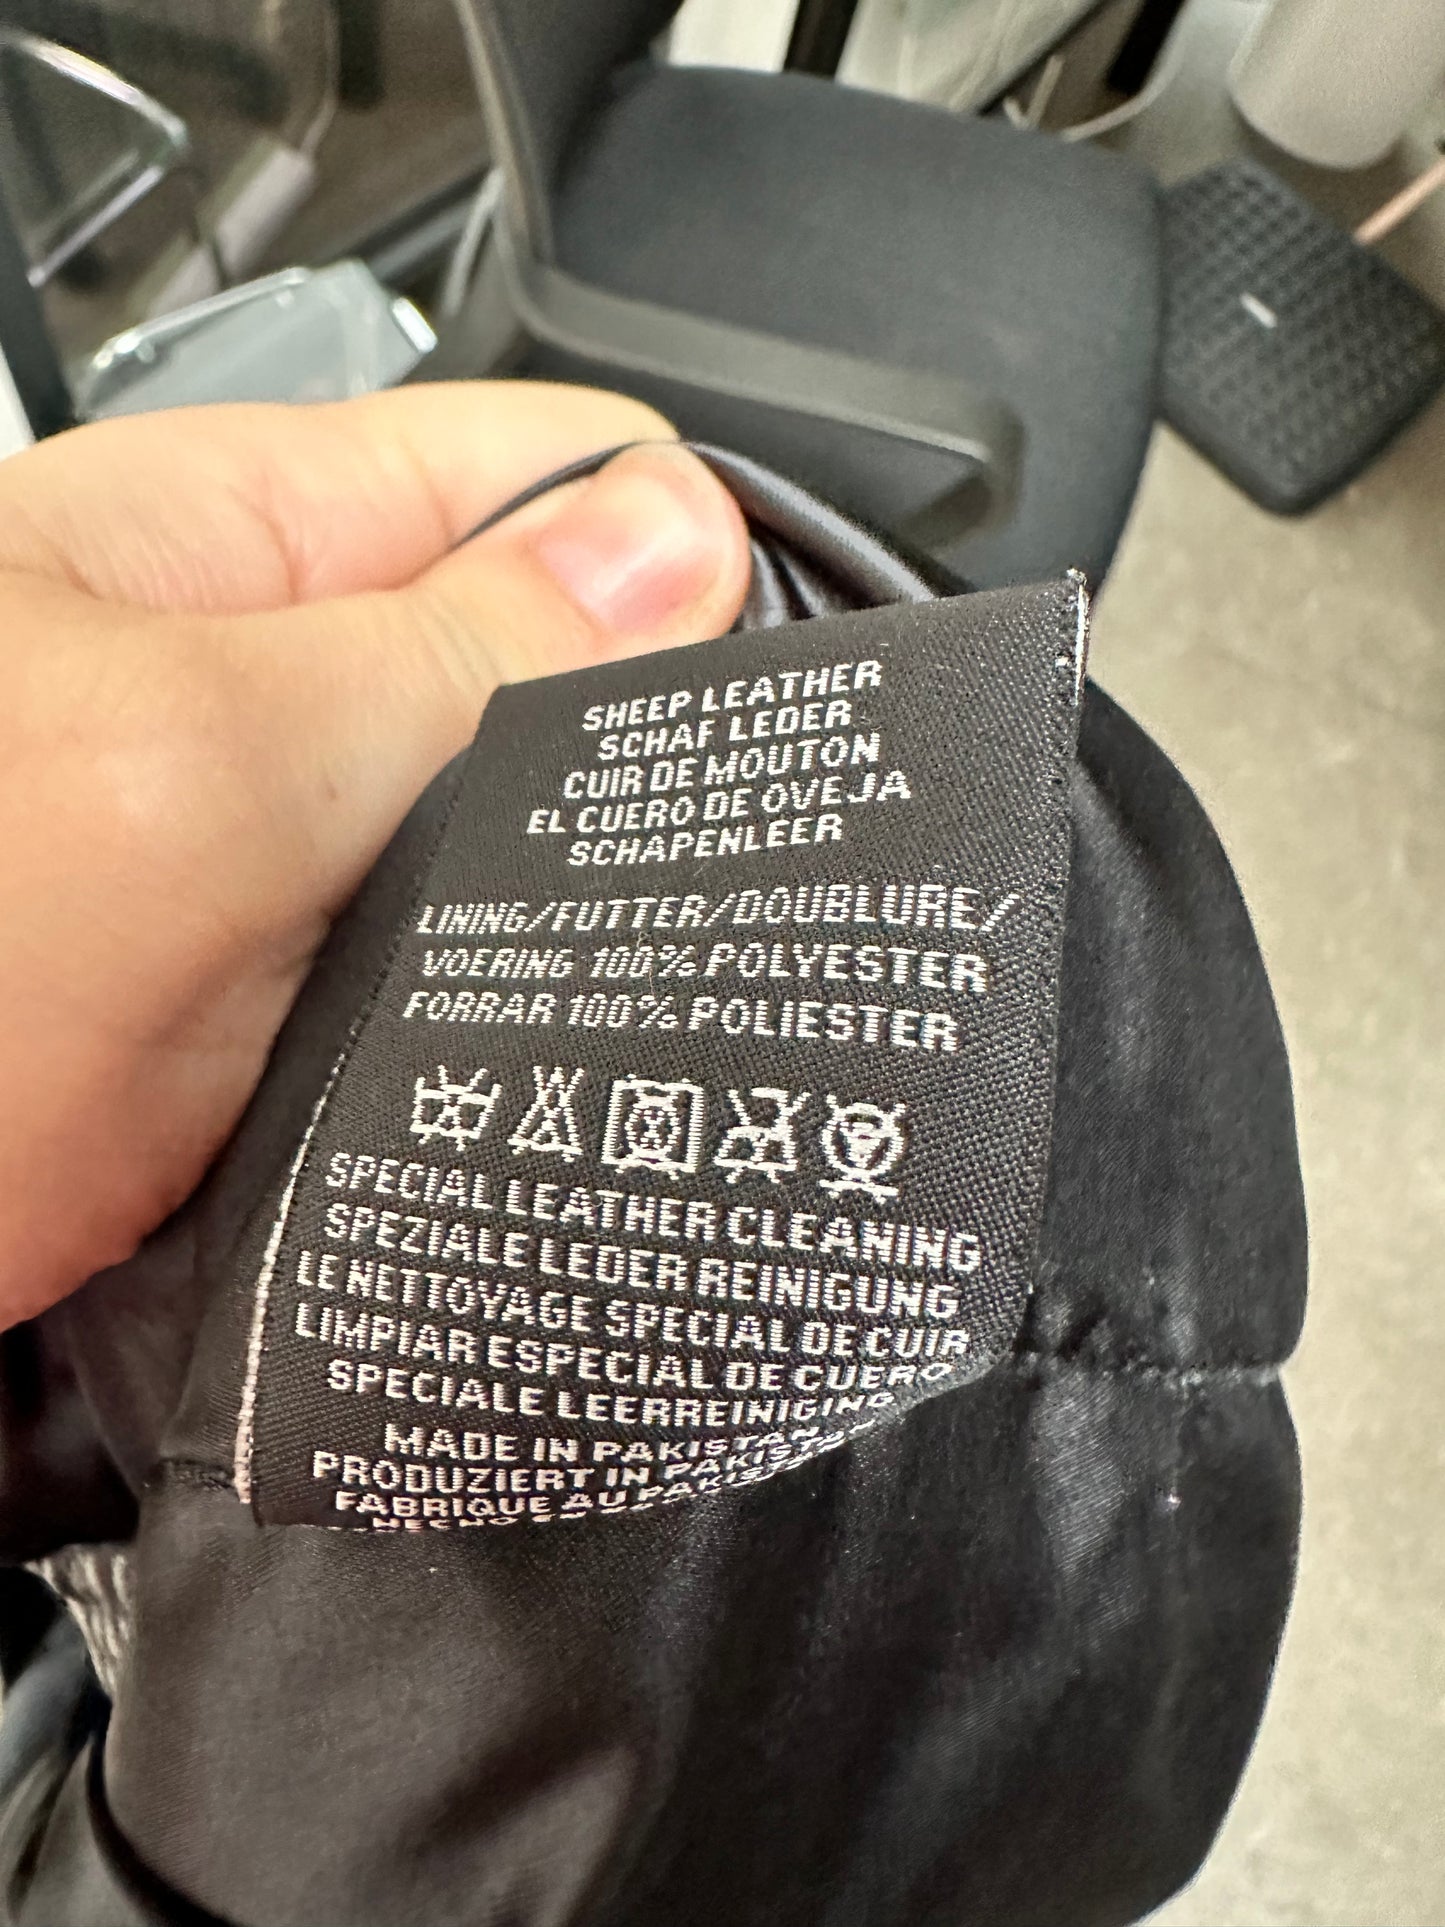 SHEEP LEATHER
SCHAF LEDER
CUIR DE MOUTON
EL CUERO DE OVEJA
SCHAPENLEER
LINING/FUTTER/DOUBLURE/
VOERING 100% POLYESTER
FORRAR 100% POLIESTER
SPECIAL LEATHER CLEANING
SPEZIALE LEDER REINIGUNG
LE NETTOYAGE SPECIAL DE CUIR
LIMPIAR ESPECIAL DE CUERO
SPECIALE LEERREINIGING
MADE IN PAKISTAN
PRODUZIERT IN PAKISTAN
FABRIQUE AU PAKISTAN
HECHO